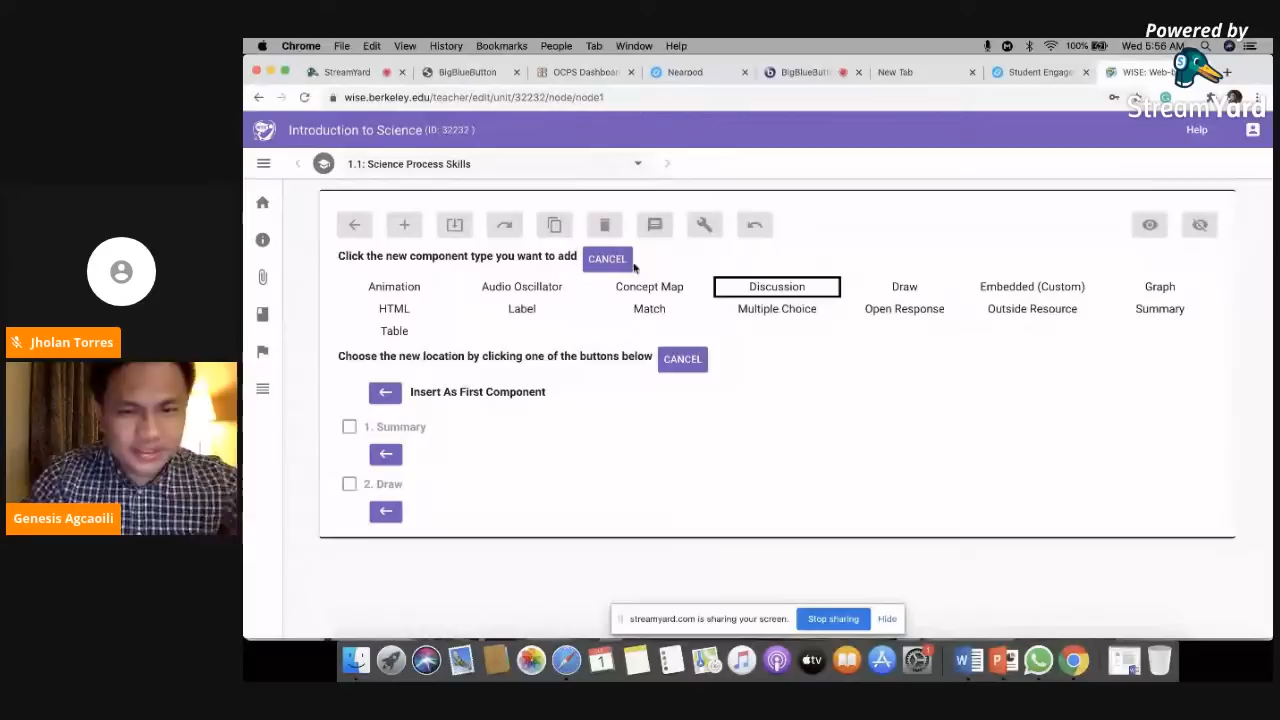 Powered by
StreamYard
Chrome File Edit View History Bookmarks People Tab Window Help
100% Wed 5:56 AM
StreamYard
BigBlueButton
OCPS Dashboar
Nearpod
BigBlueButt
New Tab
Student Engage
WISE: Web-b
wise.berkeley.edu/teacher/edit/unit/32232/node/node1
Introduction to Science (ID: 32232 )
Help
1.1: Science Process Skills
Click the new component type you want to add CANCEL
Animation Audio Oscillator Concept Map Discussion Draw Embedded (Custom) Graph
HTML Label Match Multiple Choice Open Response Outside Resource Summary
Table
Choose the new location by clicking one of the buttons below CANCEL
Insert As First Component
1. Summary
2. Draw
Jholan Torres
Genesis Agcaoili
streamyard.com is sharing your screen. Stop sharing Hide
1
tv
1